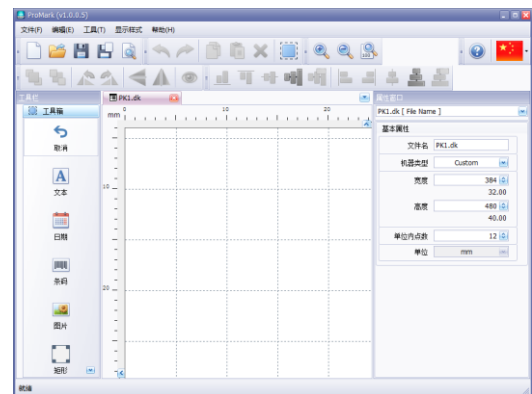 ProMark (v1.0.0.5)
文件(F) 编辑(E) 工具(T) 显示样式 帮助(H)
工具栏
PK1.dk
属性窗口
工具箱
mm
0 10 20
PK1.dk [ File Name ]
取消
基本属性
文件名 PK1.dk
机器类型 Custom
文本
宽度 384
32.00
10
高度 480
40.00
日期
单位内点数 12
单位 mm
条码
20
图片
矩形
就绪